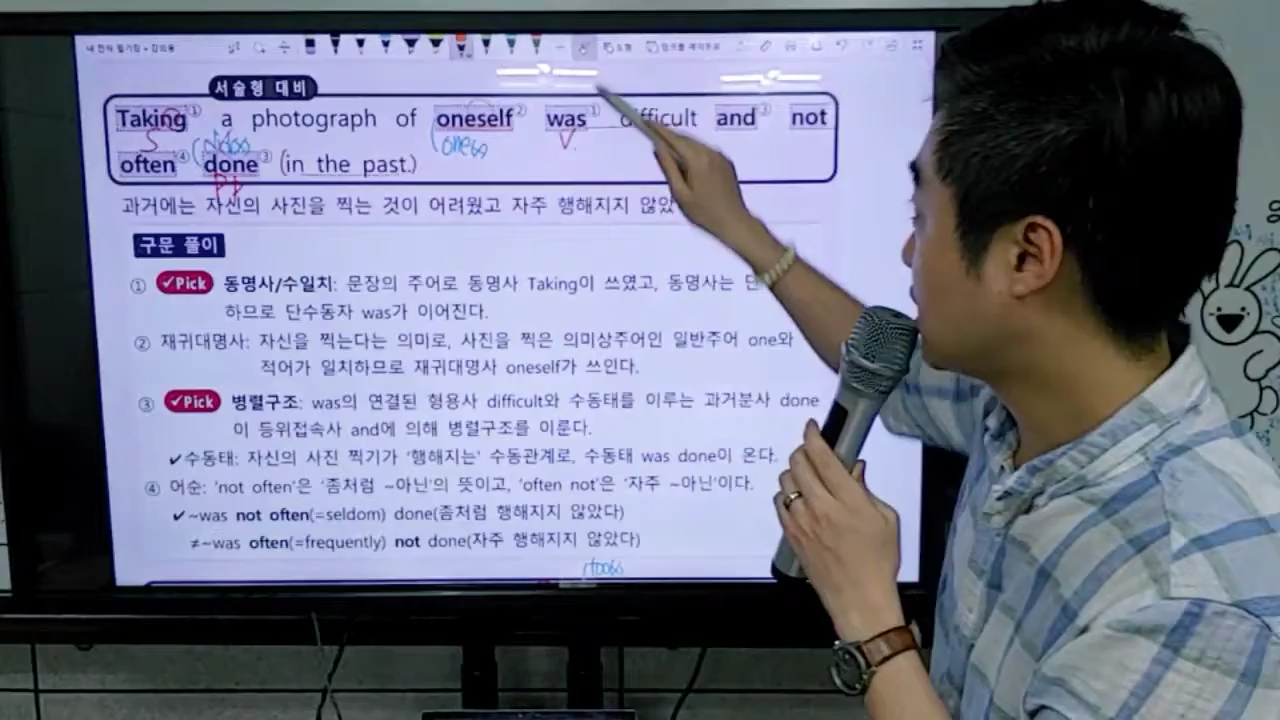 서술형 대비
Taking① a photograph of oneself② was① difficult and③ not
S
V
often④ done③ (in the past.)
P.P
과거에는 자신의 사진을 찍는 것이 어려웠고 자주 행해지지 않았
구문 풀이
① ✓Pick 동명사/수일치: 문장의 주어로 동명사 Taking이 쓰였고, 동명사는 단
하므로 단수동자 was가 이어진다.
② 재귀대명사: 자신을 찍는다는 의미로, 사진을 찍은 의미상주어인 일반주어 one와
적어가 일치하므로 재귀대명사 oneself가 쓰인다.
③ ✓Pick 병렬구조: was의 연결된 형용사 difficult와 수동태를 이루는 과거분사 done
이 등위접속사 and에 의해 병렬구조를 이룬다.
✔수동태: 자신의 사진 찍기가 ‘행해지는’ 수동관계로, 수동태 was done이 온다.
④ 어순: ‘not often’은 ‘좀처럼 ~아닌’의 뜻이고, ‘often not’은 ‘자주 ~아닌’이다.
✔~was not often(=seldom) done(좀처럼 행해지지 않았다)
≠~was often(=frequently) not done(자주 행해지지 않았다)